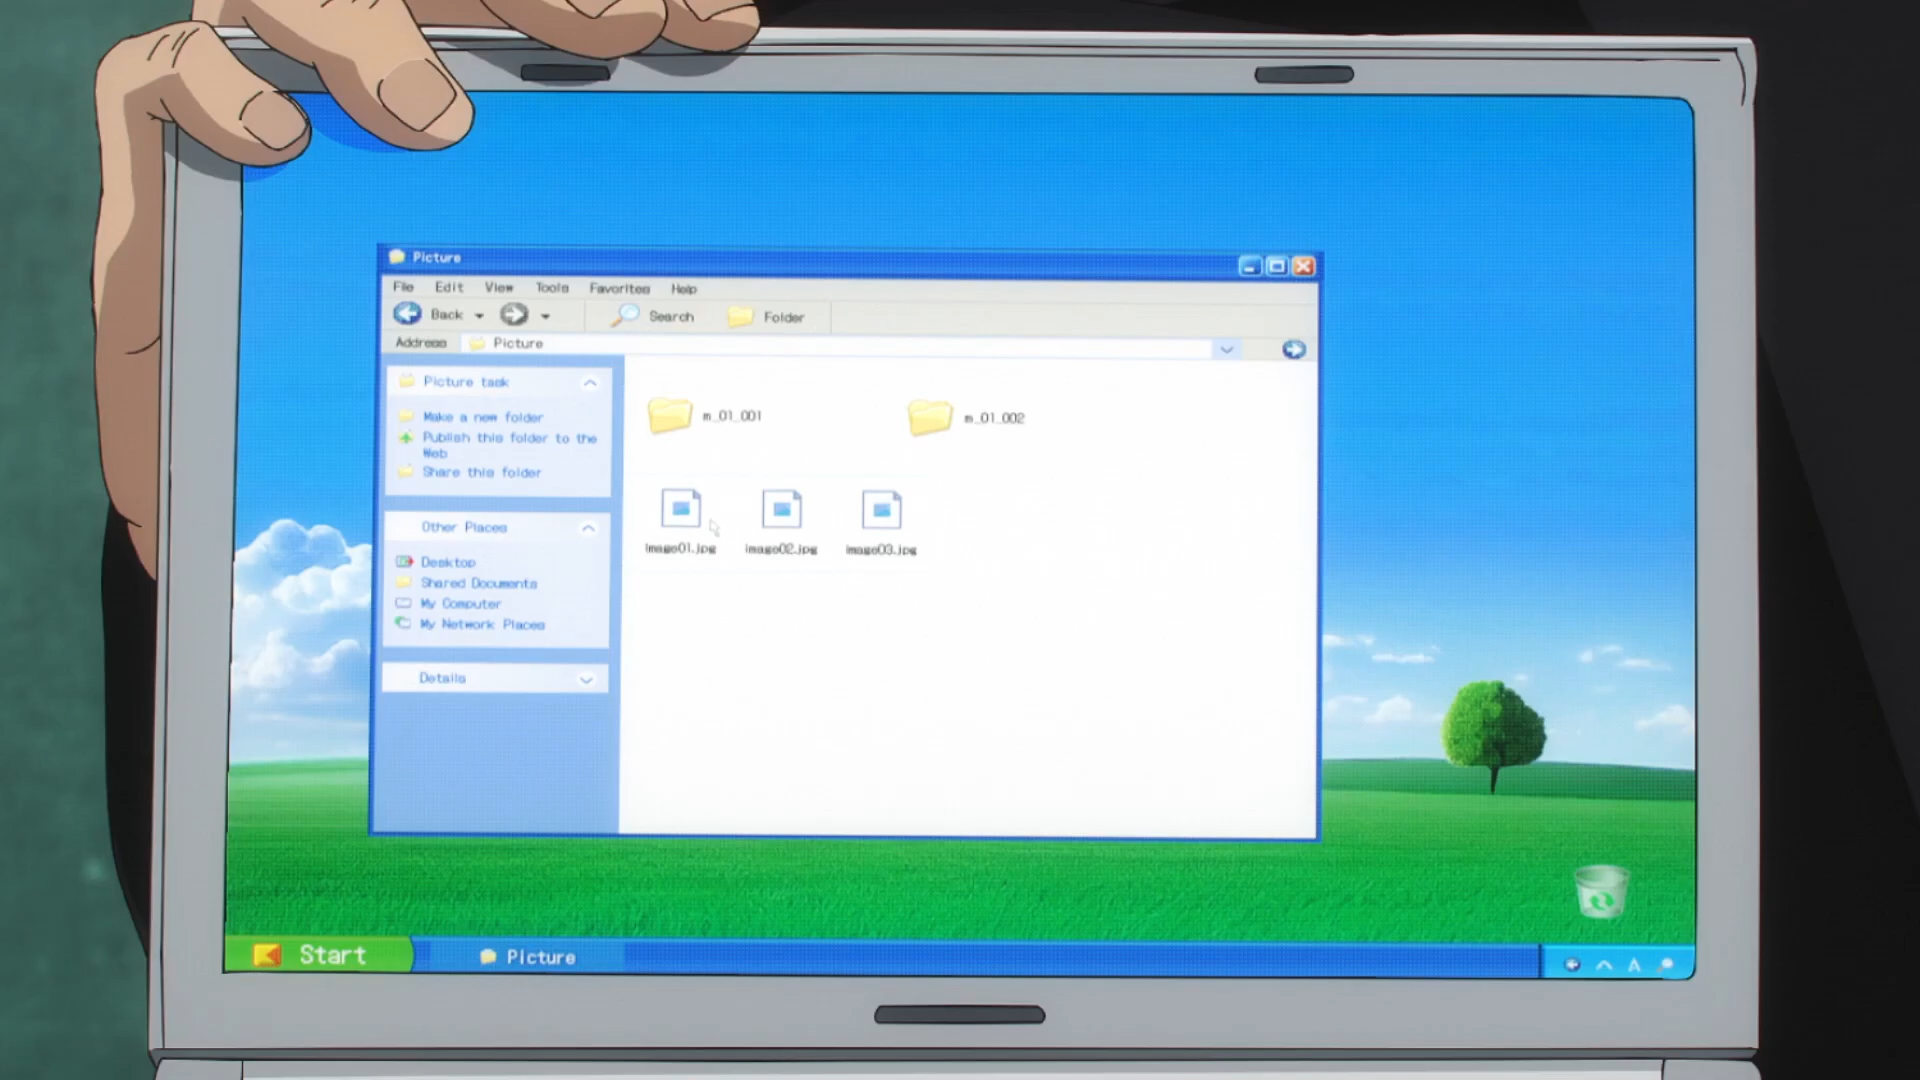 Picture
File Edit View Tools Favorites Help
Back Search Folder
Address Picture
Picture task
Make a new folder
Publish this folder to the
Web
Share this folder
Other Places
Desktop
Shared Documents
My Computer
My Network Places
Details
m_01_001 m_01_002
image01.jpg image02.jpg image03.jpg
Start Picture A